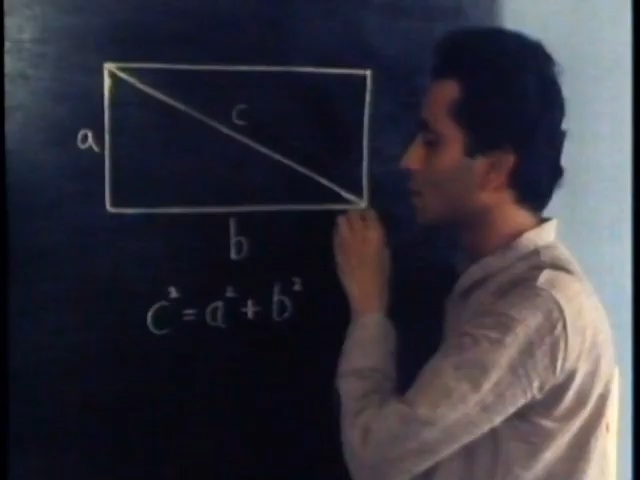 c
a
b
c² = a² + b²